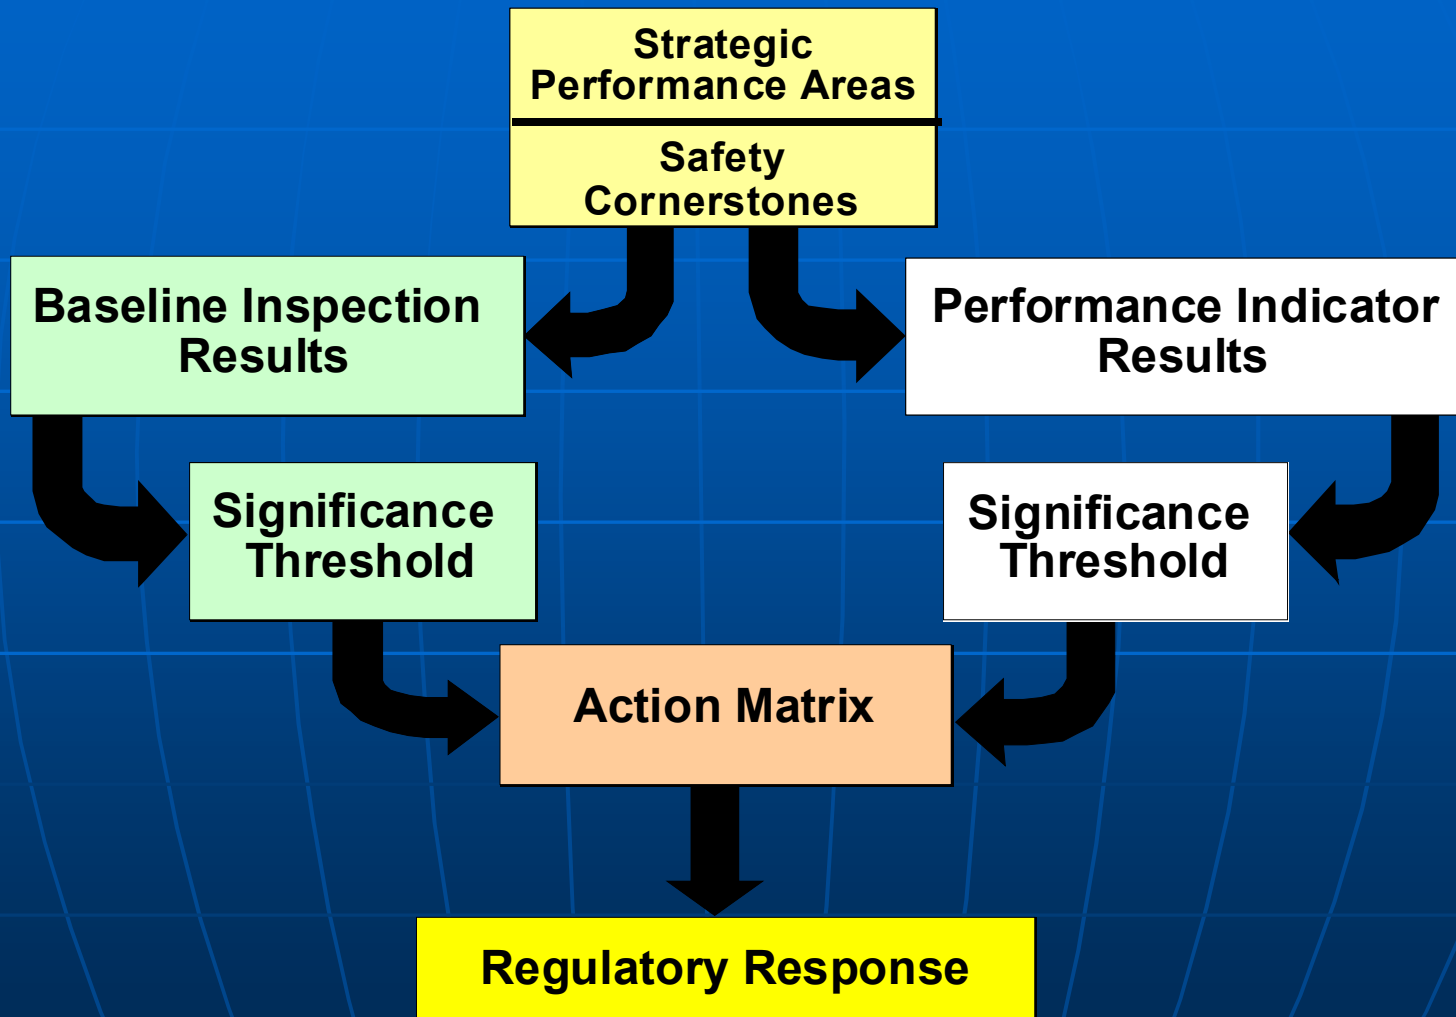 Strategic
Performance Areas
Safety
Cornerstones
Baseline Inspection
Results
Performance Indicator
Results
Significance
Threshold
Significance
Threshold
Action Matrix
Regulatory Response